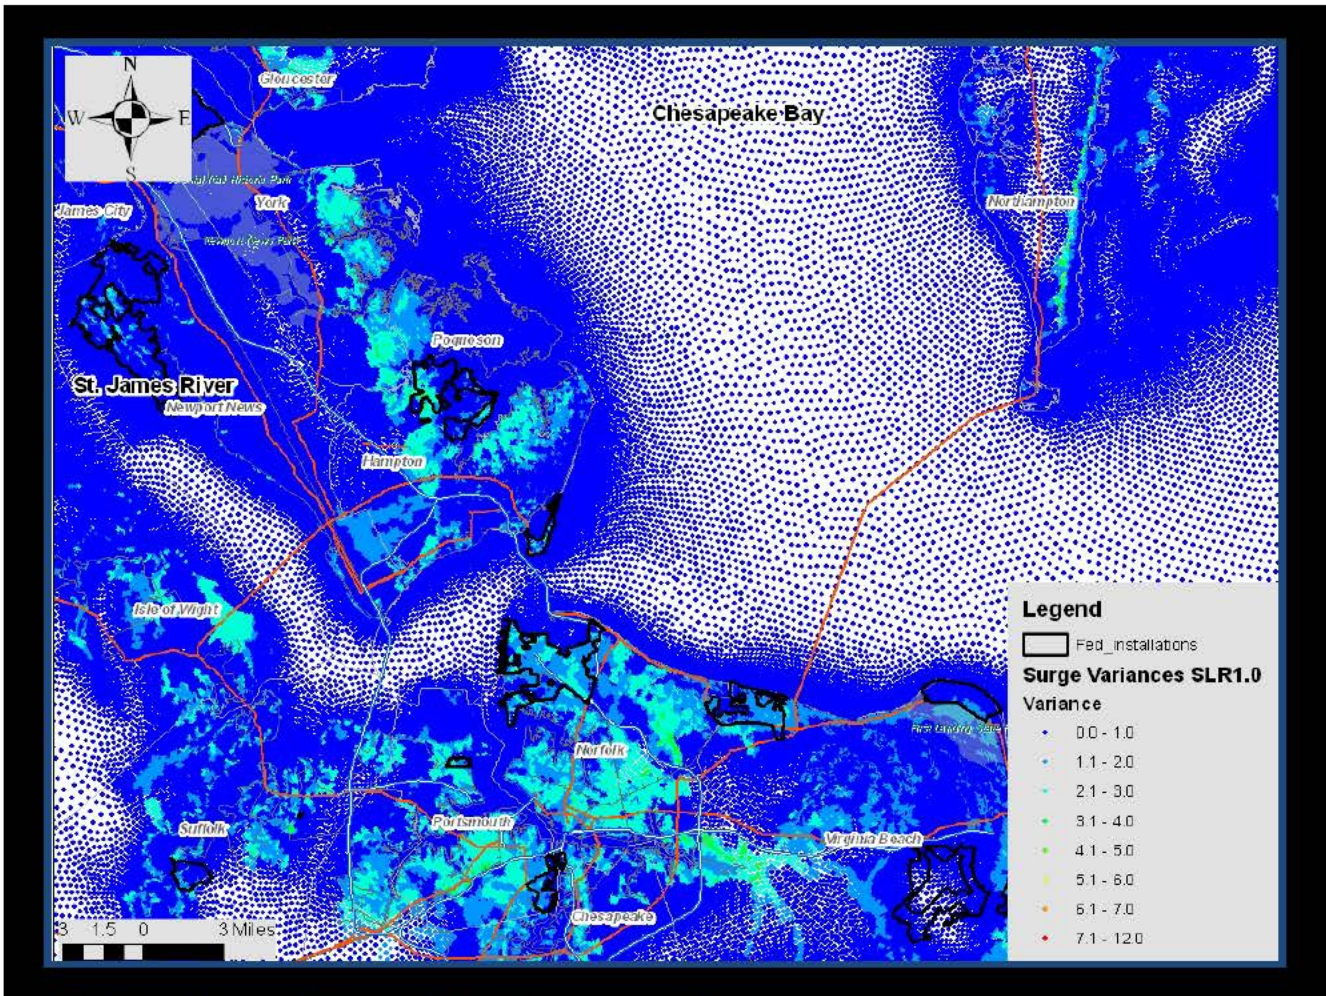 N
W E
S
Gloucester
Chesapeake Bay
James City
York
Northampton
Poquoson
St. James River
Newport News
Hampton
Isle of Wight
Norfolk
Suffolk
Portsmouth
Virginia Beach
Chesapeake
Legend
Fed_installations
Surge Variances SLR1.0
Variance
0.0 - 1.0
1.1 - 2.0
2.1 - 3.0
3.1 - 4.0
4.1 - 5.0
5.1 - 6.0
6.1 - 7.0
7.1 - 12.0
3 1.5 0 3 Miles